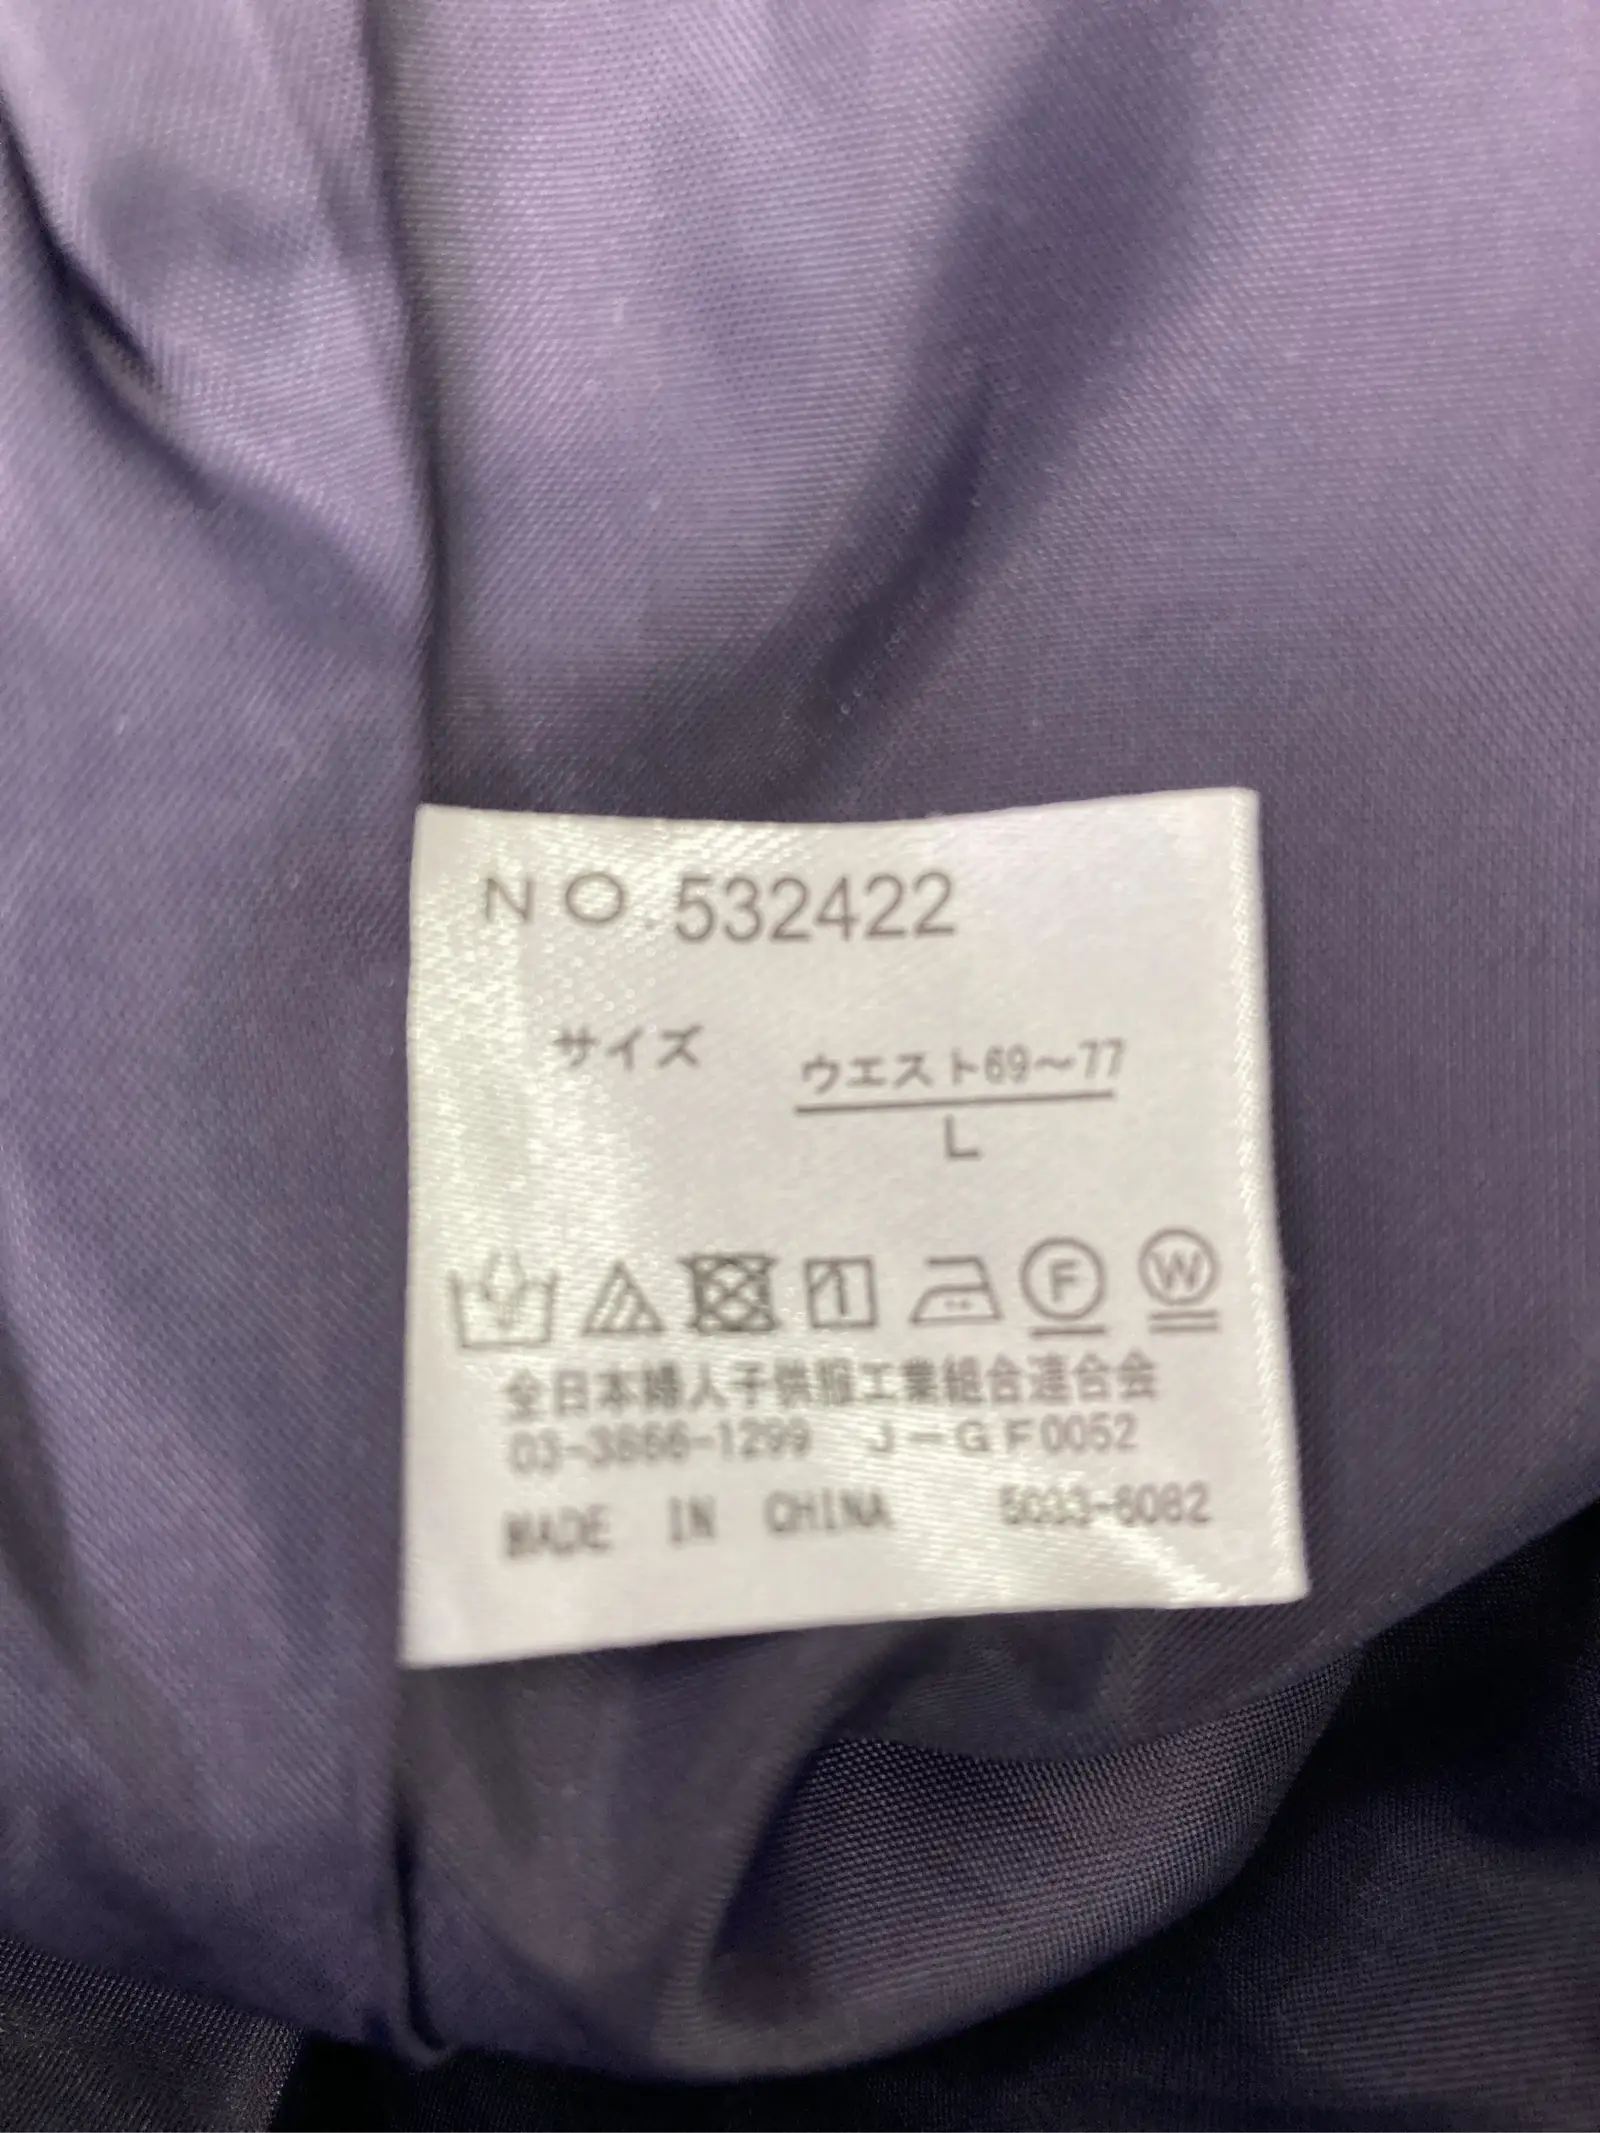 NO. 532422
サイズ
ウエスト69～77
L
F W
全日本婦人子供服工業組合連合会
03-3866-1299 J-GF0052
MADE IN CHINA 5033-6082